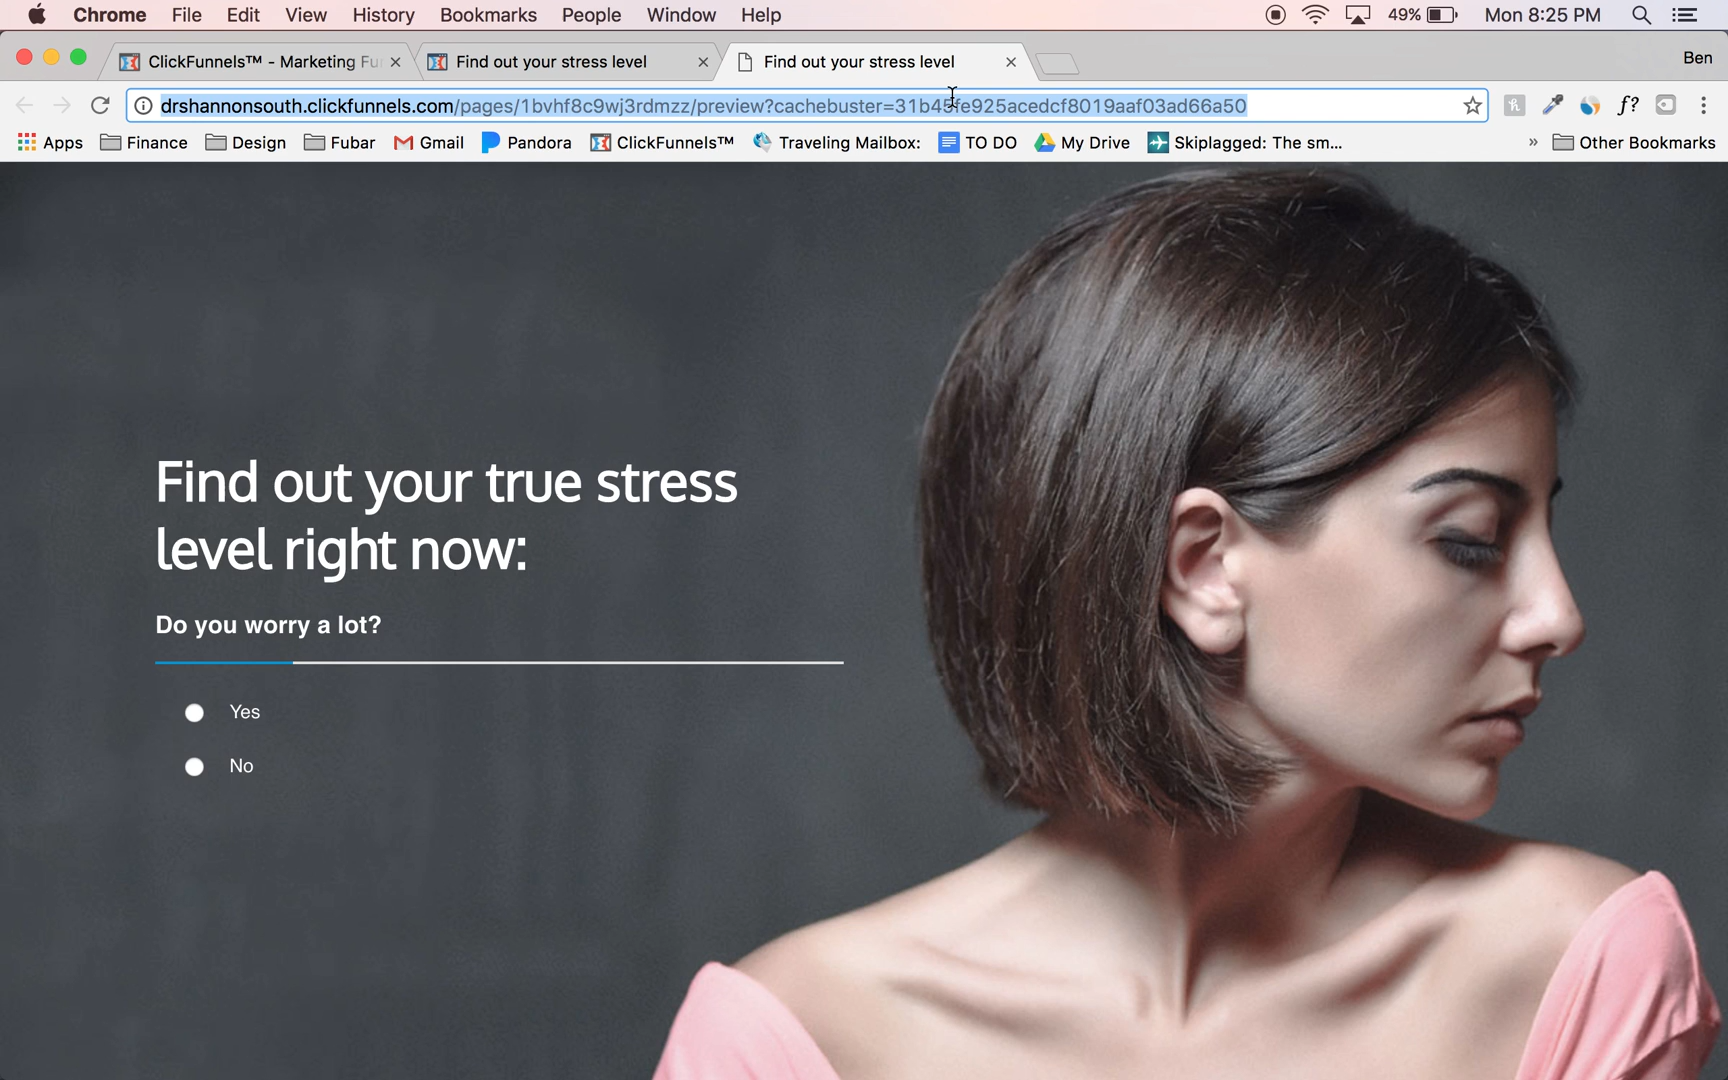 Chrome File Edit View History Bookmarks People Window Help 49% Mon 8:25 PM
ClickFunnels™ - Marketing Fu Find out your stress level Find out your stress level Ben
drshannonsouth.clickfunnels.com/pages/1bvhf8c9wj3rdmzz/preview?cachebuster=31b45fe925acedcf8019aaf03ad66a50 f?
Apps Finance Design Fubar Gmail Pandora ClickFunnels™ Traveling Mailbox: TO DO My Drive Skiplagged: The sm... » Other Bookmarks
Find out your true stress
level right now:
Do you worry a lot?
Yes
No